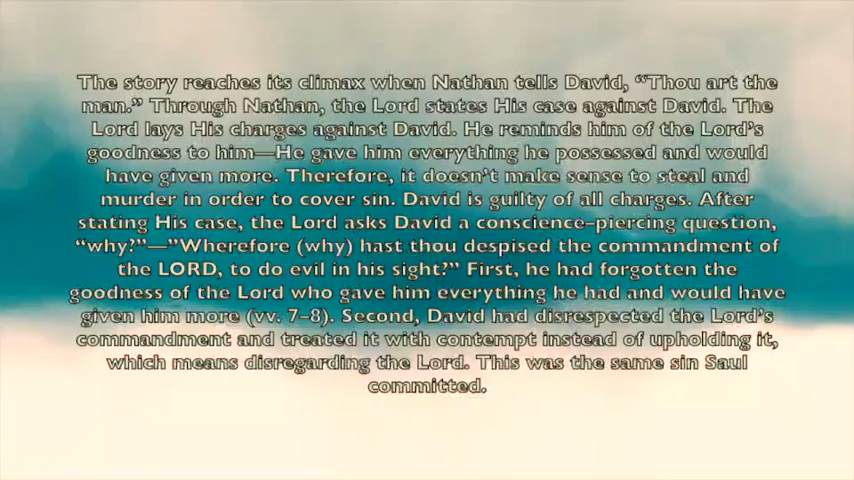 The story reaches its climax when Nathan tells David, “Thou art the
man.” Through Nathan, the Lord states His case against David. The
Lord lays His charges against David. He reminds him of the Lord’s
goodness to him—He gave him everything he possessed and would
have given more. Therefore, it doesn’t make sense to steal and
murder in order to cover sin. David is guilty of all charges. After
stating His case, the Lord asks David a conscience-piercing question,
“why?”—”Wherefore (why) hast thou despised the commandment of
the LORD, to do evil in his sight?” First, he had forgotten the
goodness of the Lord who gave him everything he had and would have
given him more (vv. 7-8). Second, David had disrespected the Lord’s
commandment and treated it with contempt instead of upholding it,
which means disregarding the Lord. This was the same sin Saul
committed.